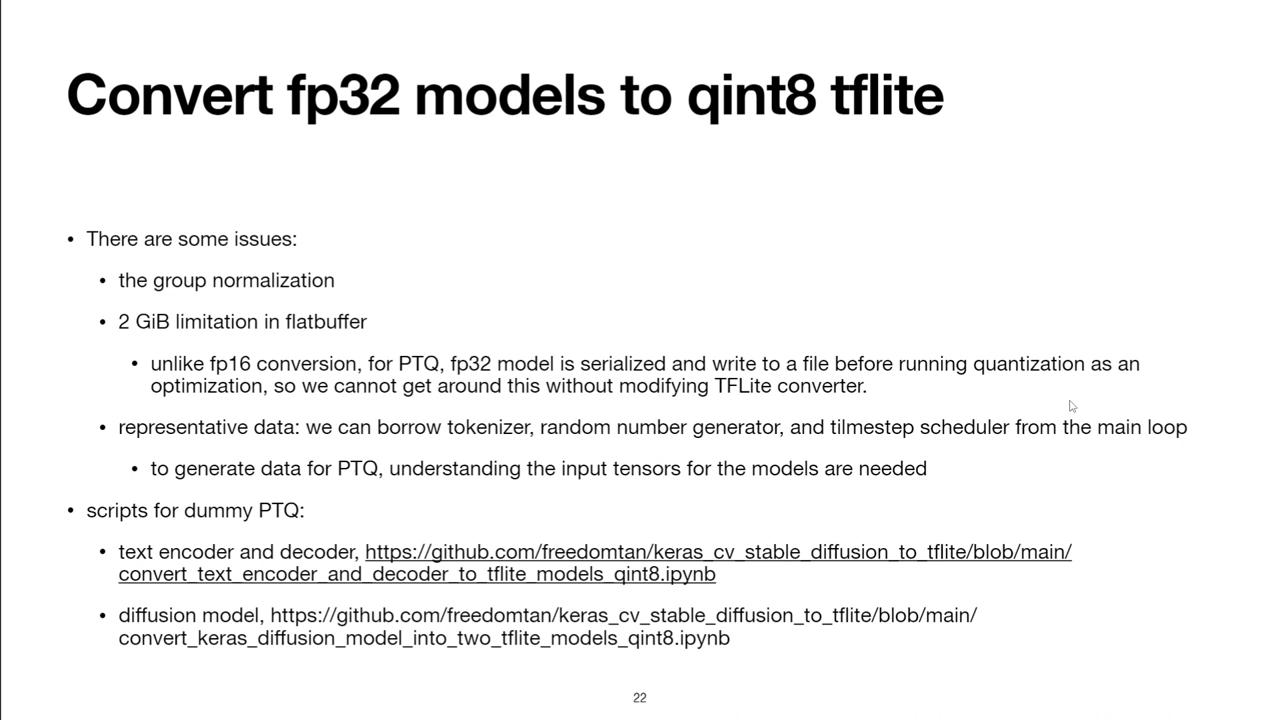 Convert fp32 models to qint8 tflite
• There are some issues:
• the group normalization
• 2 GiB limitation in flatbuffer
• unlike fp16 conversion, for PTQ, fp32 model is serialized and write to a file before running quantization as an
optimization, so we cannot get around this without modifying TFLite converter.
• representative data: we can borrow tokenizer, random number generator, and tilmestep scheduler from the main loop
• to generate data for PTQ, understanding the input tensors for the models are needed
• scripts for dummy PTQ:
• text encoder and decoder, https://github.com/freedomtan/keras_cv_stable_diffusion_to_tflite/blob/main/
convert_text_encoder_and_decoder_to_tflite_models_qint8.ipynb
• diffusion model, https://github.com/freedomtan/keras_cv_stable_diffusion_to_tflite/blob/main/
convert_keras_diffusion_model_into_two_tflite_models_qint8.ipynb
22